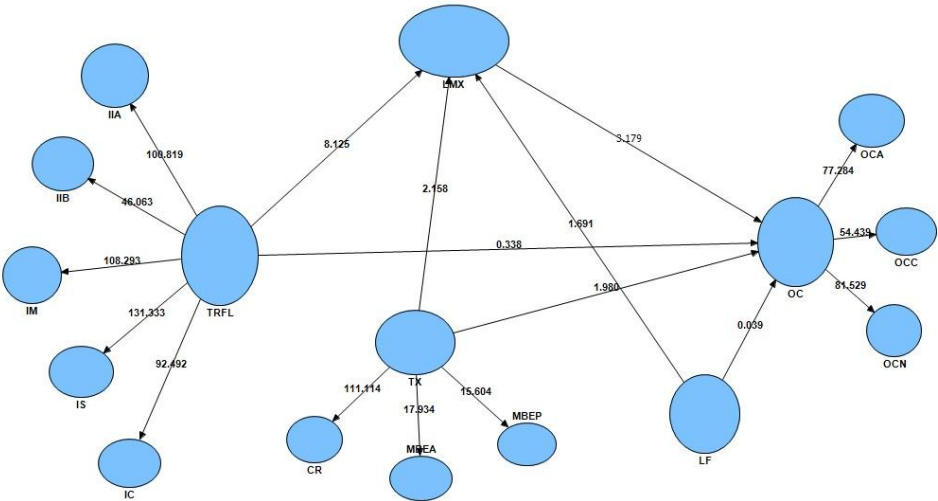 LMX
IIA
100.819
8.125
3.179
OCA
77.284
IIB
46.063
2.158
1.691
54.439
OCC
0.338
108.293
IM
TRFL
OC
81.529
1.980
131.333
0.039
OCN
92.492
TX
IS
111.114
15.604
17.934
MBEP
MBEA
CR
LF
IC